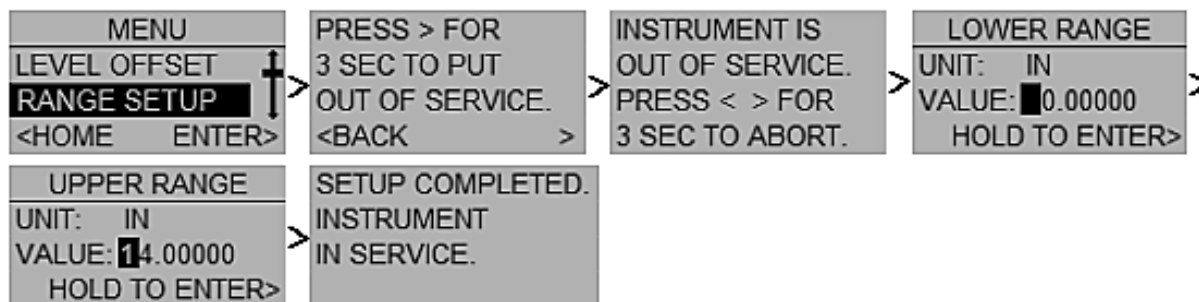 MENU
LEVEL OFFSET
RANGE SETUP
<HOME ENTER>
>
PRESS > FOR
3 SEC TO PUT
OUT OF SERVICE.
<BACK >
>
INSTRUMENT IS
OUT OF SERVICE.
PRESS < > FOR
3 SEC TO ABORT.
>
LOWER RANGE
UNIT: IN
VALUE: 0.00000
HOLD TO ENTER>
>
UPPER RANGE
UNIT: IN
VALUE: 14.00000
HOLD TO ENTER>
>
SETUP COMPLETED.
INSTRUMENT
IN SERVICE.